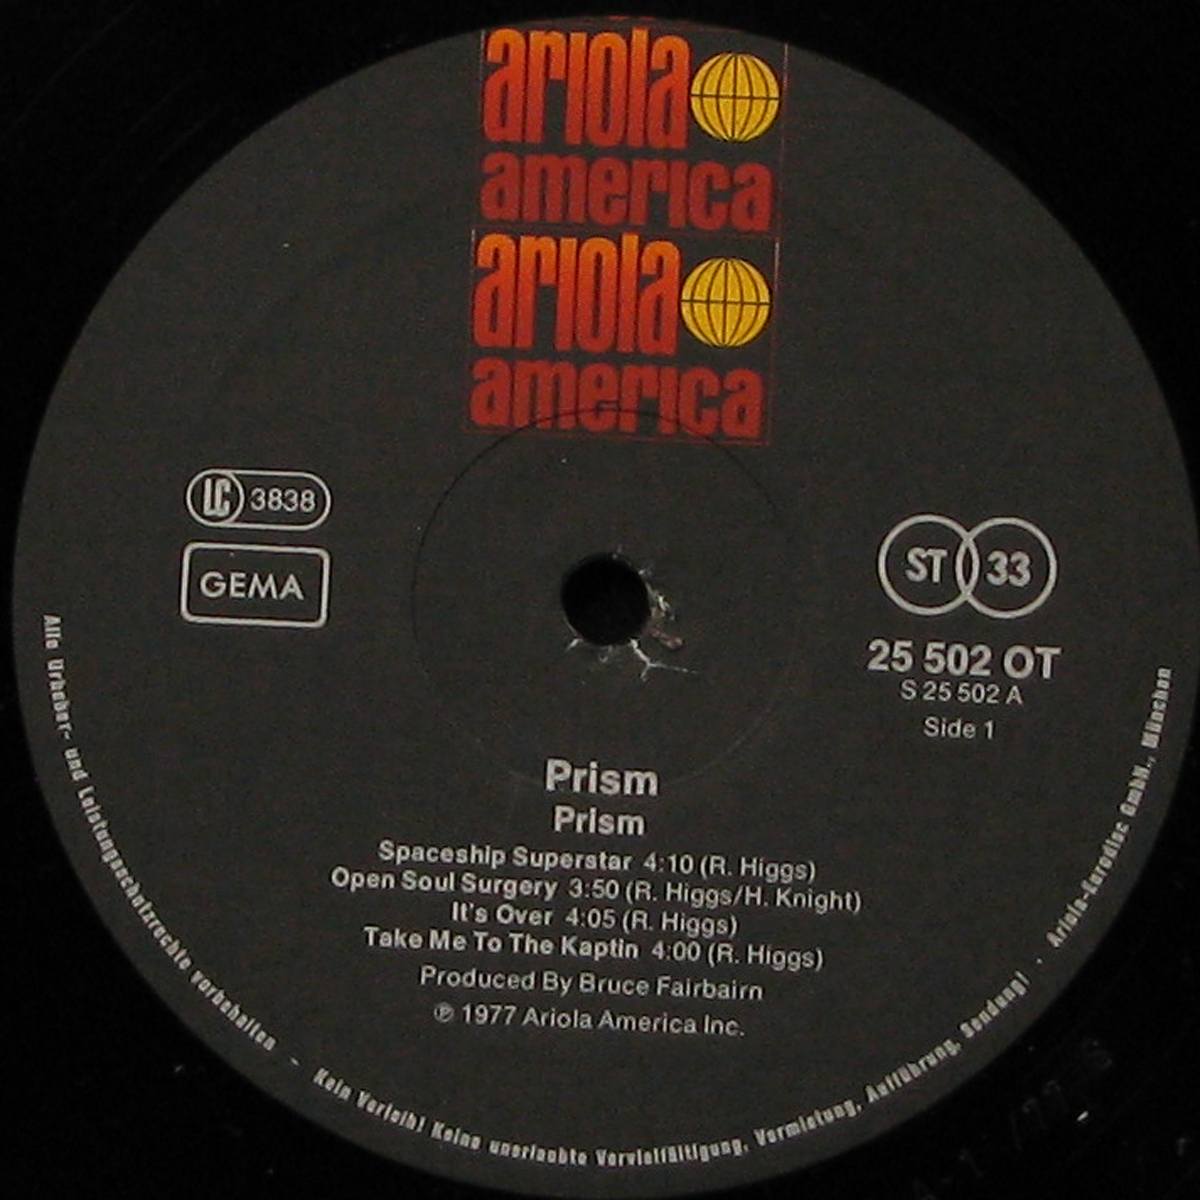 ariola
america
ariola
america
LC 3838
GEMA
ST 33
25 502 OT
S 25 502 A
Side 1
Prism
Prism
Spaceship Superstar 4:10 (R. Higgs)
Open Soul Surgery 3:50 (R. Higgs/H. Knight)
It's Over 4:05 (R. Higgs)
Take Me To The Kaptin 4:00 (R. Higgs)
Produced By Bruce Fairbairn
℗ 1977 Ariola America Inc.
Alle Urheber- und Leistungsschutzrechte vorbehalten - Kein Verleih! Keine unerlaubte Vervielfältigung, Vermietung, Aufführung, Sendung! · Ariola-Eurodisc GmbH., München